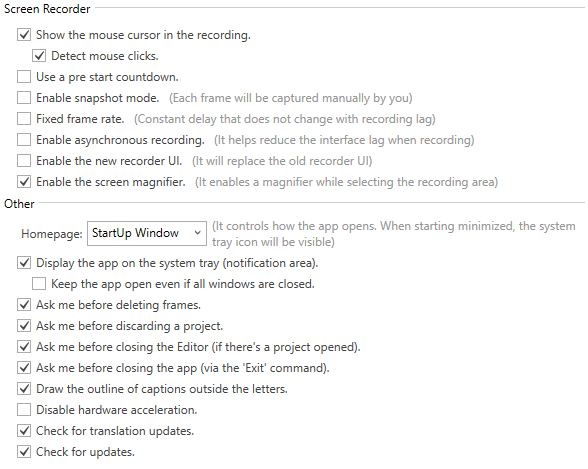 Screen Recorder
Show the mouse cursor in the recording.
Detect mouse clicks.
Use a pre start countdown.
Enable snapshot mode. (Each frame will be captured manually by you)
Fixed frame rate. (Constant delay that does not change with recording lag)
Enable asynchronous recording. (It helps reduce the interface lag when recording)
Enable the new recorder UI. (It will replace the old recorder UI)
Enable the screen magnifier. (It enables a magnifier while selecting the recording area)
Other
Homepage: StartUp Window (It controls how the app opens. When starting minimized, the system
tray icon will be visible)
Display the app on the system tray (notification area).
Keep the app open even if all windows are closed.
Ask me before deleting frames.
Ask me before discarding a project.
Ask me before closing the Editor (if there's a project opened).
Ask me before closing the app (via the 'Exit' command).
Draw the outline of captions outside the letters.
Disable hardware acceleration.
Check for translation updates.
Check for updates.